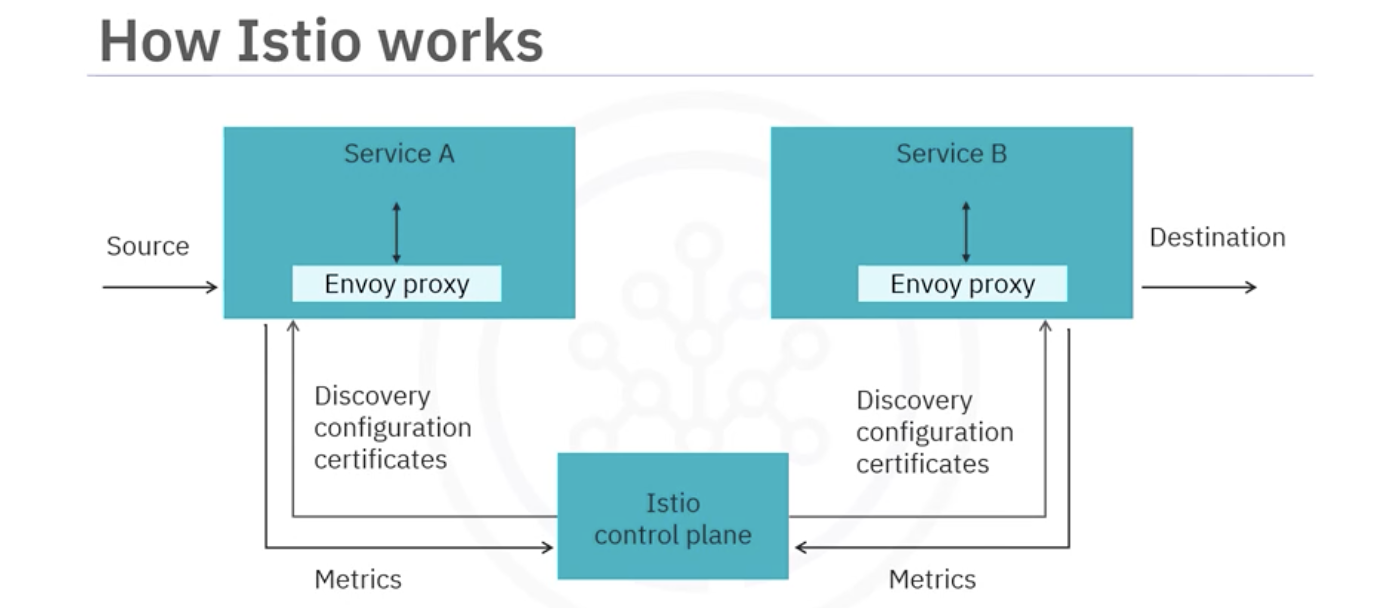 How Istio works
Service A
Service B
Source
Destination
Envoy proxy
Envoy proxy
Discovery
configuration
certificates
Discovery
configuration
certificates
Istio
control plane
Metrics
Metrics